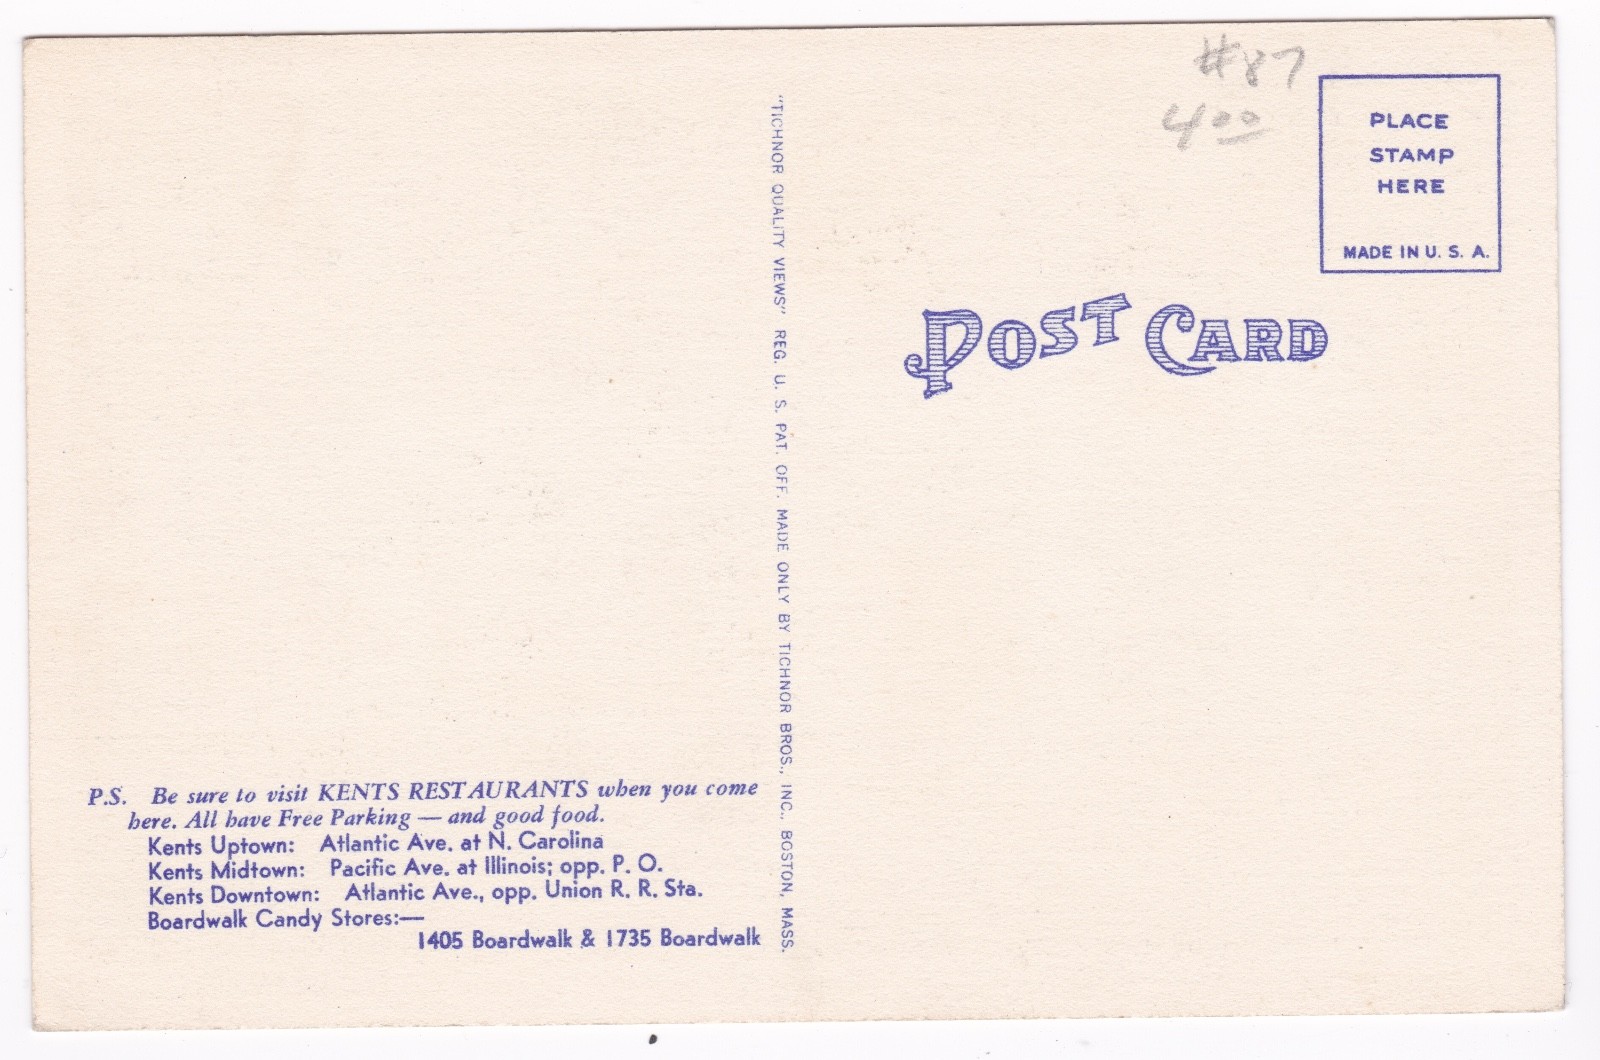 #87
4 00
PLACE
STAMP
HERE
MADE IN U. S. A.
POST CARD
"TICHNOR QUALITY VIEWS" REG. U. S. PAT. OFF. MADE ONLY BY TICHNOR BROS., INC., BOSTON, MASS.
P.S. Be sure to visit KENTS RESTAURANTS when you come
here. All have Free Parking — and good food.
Kents Uptown: Atlantic Ave. at N. Carolina
Kents Midtown: Pacific Ave. at Illinois; opp. P. O.
Kents Downtown: Atlantic Ave., opp. Union R. R. Sta.
Boardwalk Candy Stores:—
1405 Boardwalk & 1735 Boardwalk